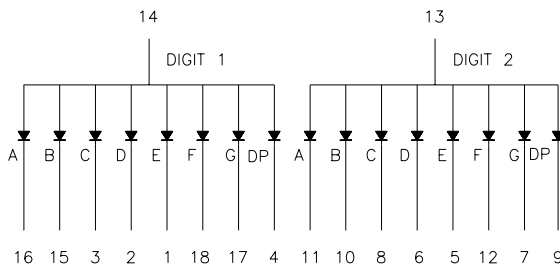 14 13
DIGIT 1 DIGIT 2
A B C D E F G DP A B C D E F G DP
16 15 3 2 1 18 17 4 11 10 8 6 5 12 7 9